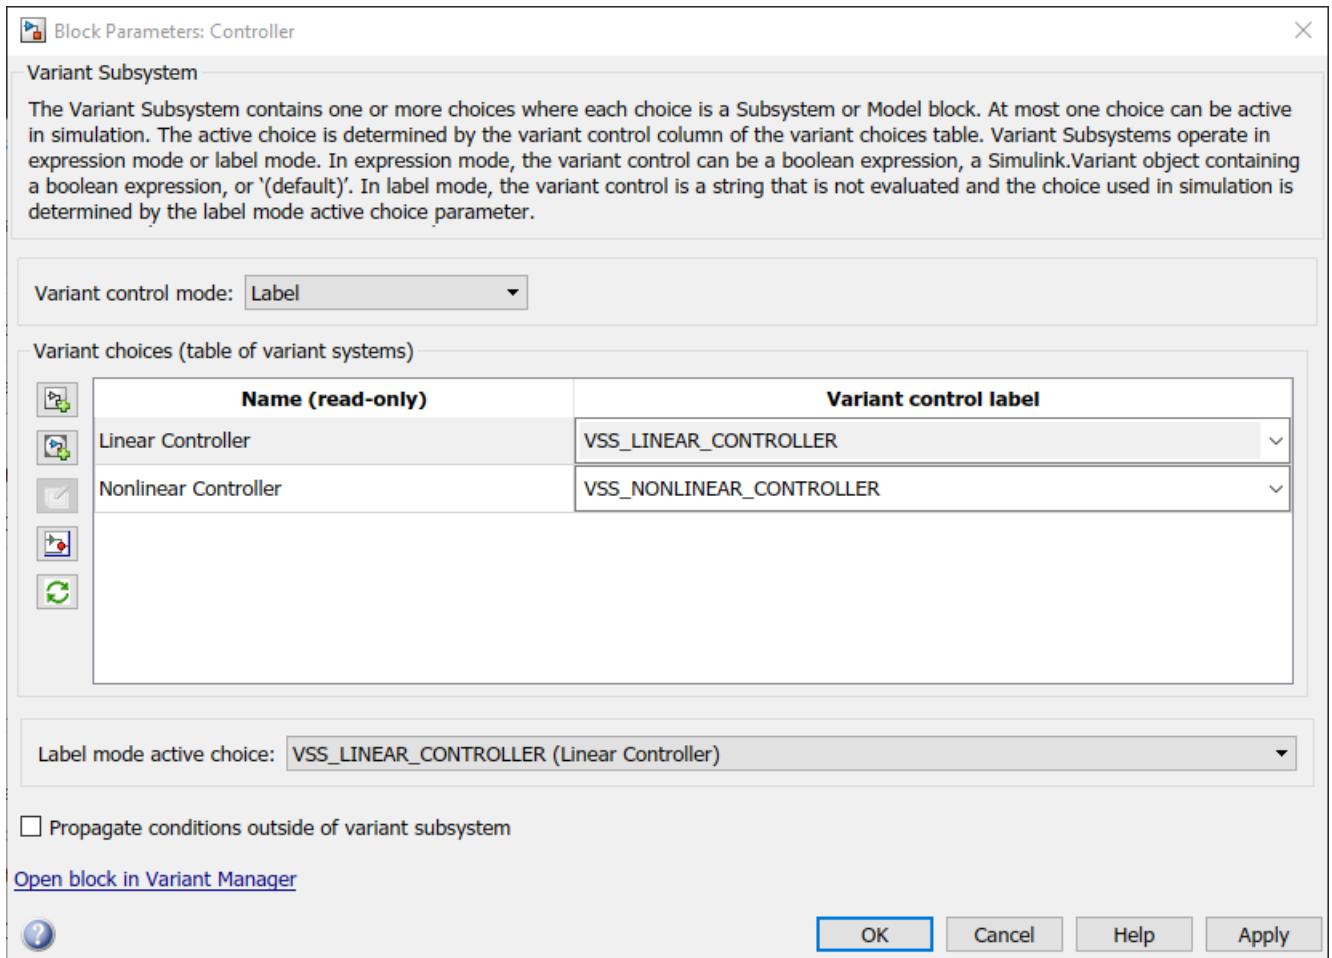 Block Parameters: Controller
Variant Subsystem
The Variant Subsystem contains one or more choices where each choice is a Subsystem or Model block. At most one choice can be active
in simulation. The active choice is determined by the variant control column of the variant choices table. Variant Subsystems operate in
expression mode or label mode. In expression mode, the variant control can be a boolean expression, a Simulink.Variant object containing
a boolean expression, or '(default)'. In label mode, the variant control is a string that is not evaluated and the choice used in simulation is
determined by the label mode active choice parameter.
Variant control mode: Label
Variant choices (table of variant systems)
Name (read-only) Variant control label
Linear Controller VSS_LINEAR_CONTROLLER
Nonlinear Controller VSS_NONLINEAR_CONTROLLER
Label mode active choice: VSS_LINEAR_CONTROLLER (Linear Controller)
Propagate conditions outside of variant subsystem
Open block in Variant Manager
? OK Cancel Help Apply